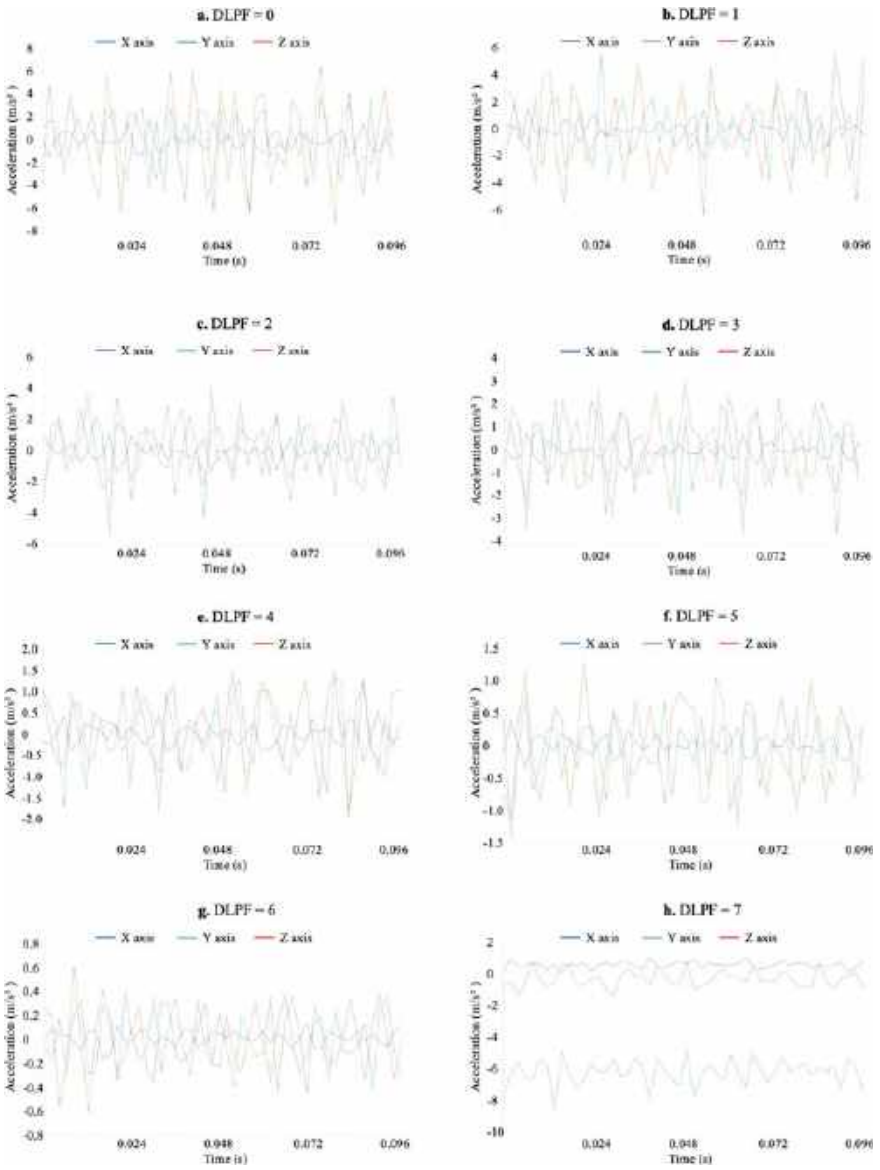 a. DLPF = 0
X axis Y axis Z axis
Acceleration (m/s²)
8
6
4
2
0
-2
-4
-6
-8
0.024 0.048 0.072 0.096
Time (s)
b. DLPF = 1
X axis Y axis Z axis
Acceleration (m/s²)
6
4
2
0
-2
-4
-6
0.024 0.048 0.072 0.096
Time (s)
c. DLPF = 2
X axis Y axis Z axis
Acceleration (m/s²)
6
4
2
0
-2
-4
-6
0.024 0.048 0.072 0.096
Time (s)
d. DLPF = 3
X axis Y axis Z axis
Acceleration (m/s²)
4
3
2
1
0
-1
-2
-3
-4
0.024 0.048 0.072 0.096
Time (s)
e. DLPF = 4
X axis Y axis Z axis
Acceleration (m/s²)
2.0
1.5
1.0
0.5
0
-0.5
-1.0
-1.5
-2.0
0.024 0.048 0.072 0.096
Time (s)
f. DLPF = 5
X axis Y axis Z axis
Acceleration (m/s²)
1.5
1.0
0.5
0
-0.5
-1.0
-1.5
0.024 0.048 0.072 0.096
Time (s)
g. DLPF = 6
X axis Y axis Z axis
Acceleration (m/s²)
0.8
0.6
0.4
0.2
0
-0.2
-0.4
-0.6
-0.8
0.024 0.048 0.072 0.096
Time (s)
h. DLPF = 7
X axis Y axis Z axis
Acceleration (m/s²)
2
0
-2
-4
-6
-8
-10
0.024 0.048 0.072 0.096
Time (s)